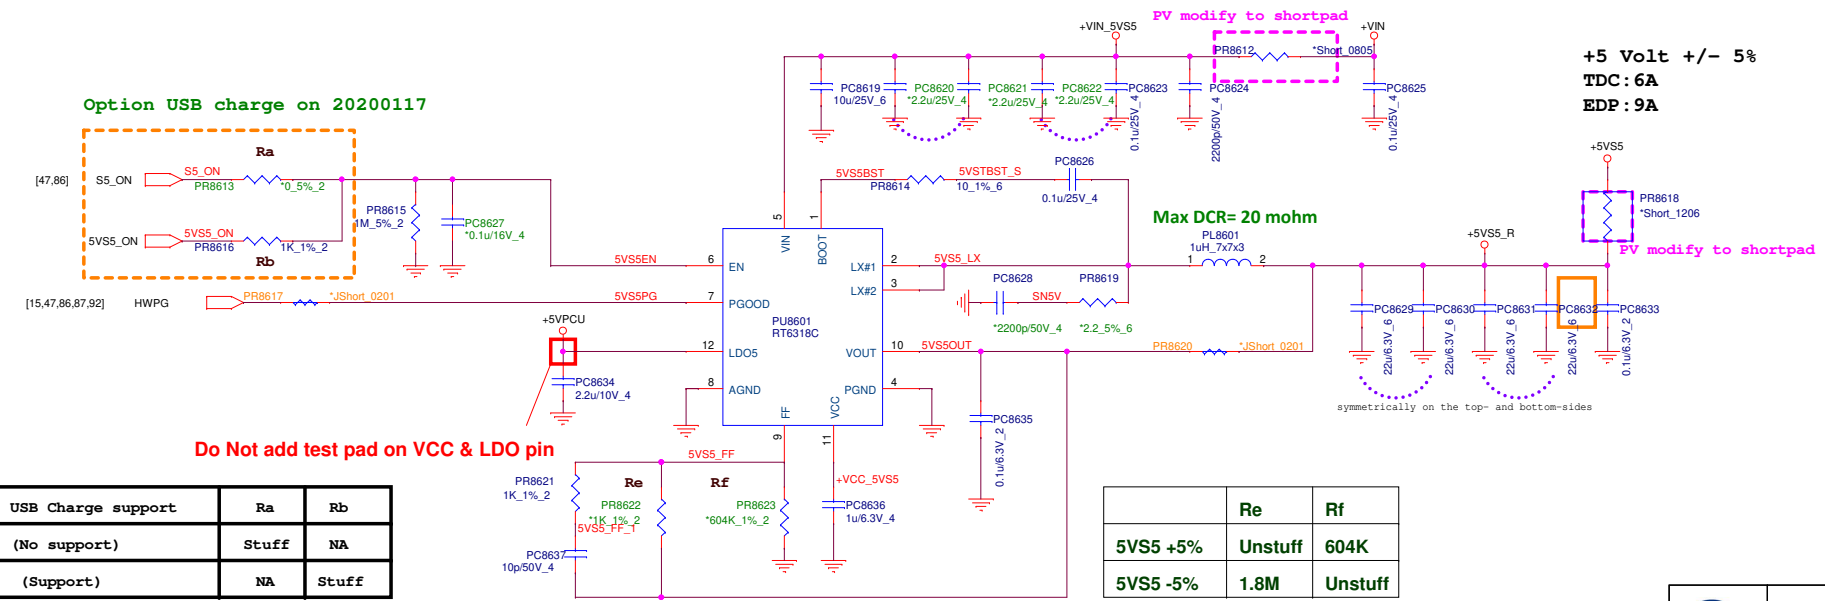 PV modify to shortpad
+VIN_5VS5
+VIN
PR8612
*Short_0805
+5 Volt +/- 5%
TDC:6A
EDP:9A
PC8619
10u/25V_6
PC8620
*2.2u/25V_4
PC8621
*2.2u/25V_4
PC8622
*2.2u/25V_4
PC8623
0.1u/25V_4
PC8624
2200p/50V_4
PC8625
0.1u/25V_4
Option USB charge on 20200117
Ra
[47,86]
S5_ON
S5_ON
PR8613
*0_5%_2
5VS5_ON
5VS5_ON
PR8616
1K_1%_2
Rb
PR8615
1M_5%_2
PC8627
*0.1u/16V_4
5VS5BST
PR8614
5VSTBST_S
10_1%_6
PC8626
0.1u/25V_4
+5VS5
PR8618
*Short_1206
PV modify to shortpad
Max DCR= 20 mohm
PL8601
1uH_7x7x3
1
2
+5VS5_R
5
VIN
1
BOOT
5VS5EN
6
EN
LX#1
2
5VS5_LX
LX#2
3
[15,47,86,87,92]
HWPG
PR8617
*JShort_0201
5VS5PG
7
PGOOD
PU8601
RT6318C
PC8628
*2200p/50V_4
SN5V
PR8619
*2.2_5%_6
PC8629
22u/6.3V_6
PC8630
22u/6.3V_6
PC8631
22u/6.3V_6
PC8632
22u/6.3V_6
PC8633
0.1u/6.3V_2
+5VPCU
12
LDO5
VOUT
10
5VS5OUT
PR8620
*JShort_0201
PC8634
2.2u/10V_4
8
AGND
PGND
4
FF
9
VCC
11
PC8635
0.1u/6.3V_2
symmetrically on the top- and bottom-sides
Do Not add test pad on VCC & LDO pin
5VS5_FF
PR8621
1K_1%_2
Re
PR8622
*1K_1%_2
Rf
PR8623
*604K_1%_2
+VCC_5VS5
PC8636
1u/6.3V_4
5VS5_FF_1
PC8637
10p/50V_4
USB Charge support Ra Rb
(No support) Stuff NA
(Support) NA Stuff
Re Rf
5VS5 +5% Unstuff 604K
5VS5 -5% 1.8M Unstuff